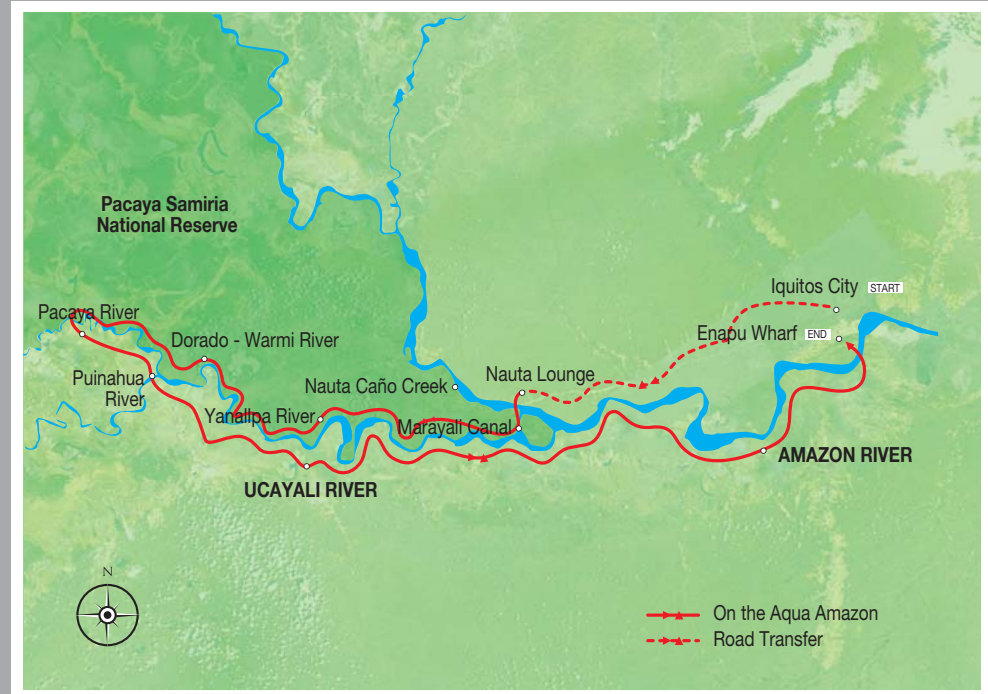 Pacaya Samiria
National Reserve
Iquitos City START
Pacaya River
Enapu Wharf END
Dorado - Warmi River
Nauta Lounge
Puinahua
River
Nauta Caño Creek
Yanallpa River
Marayali Canal
AMAZON RIVER
UCAYALI RIVER
N
On the Aqua Amazon
Road Transfer